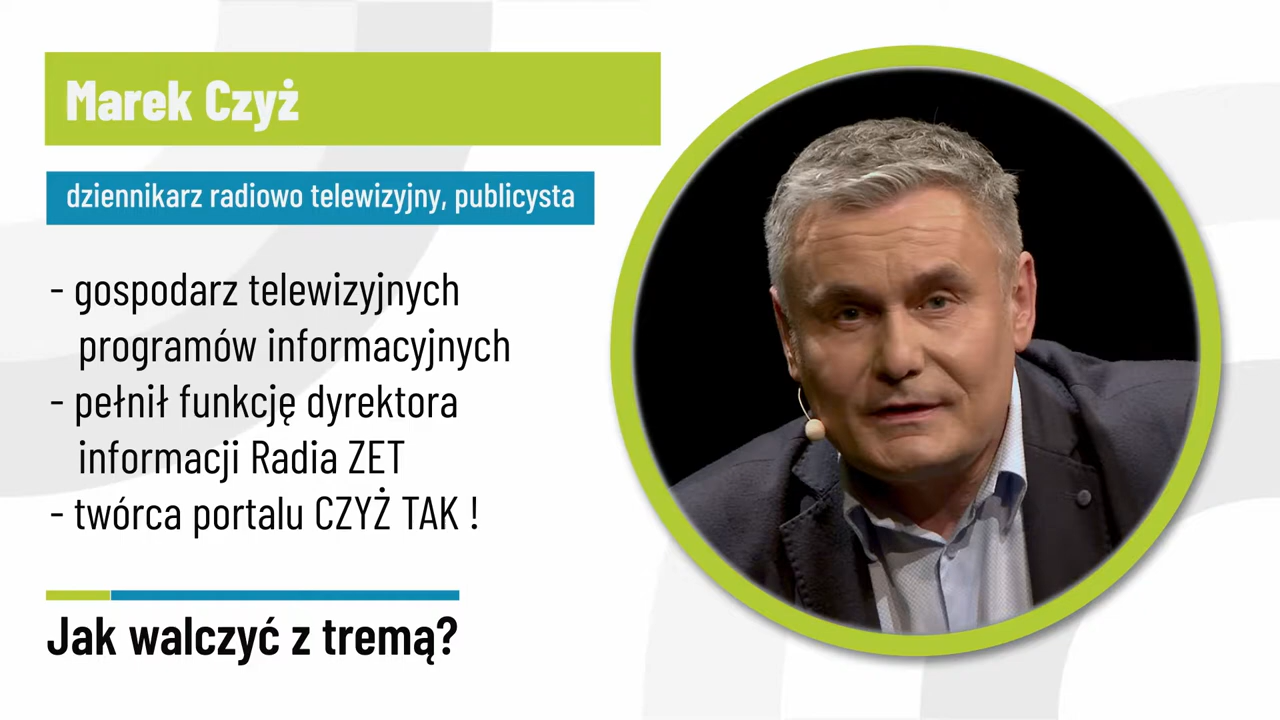 Marek Czyż
dziennikarz radiowo telewizyjny, publicysta
- gospodarz telewizyjnych
programów informacyjnych
- pełnił funkcję dyrektora
informacji Radia ZET
- twórca portalu CZYŻ TAK !
Jak walczyć z tremą?